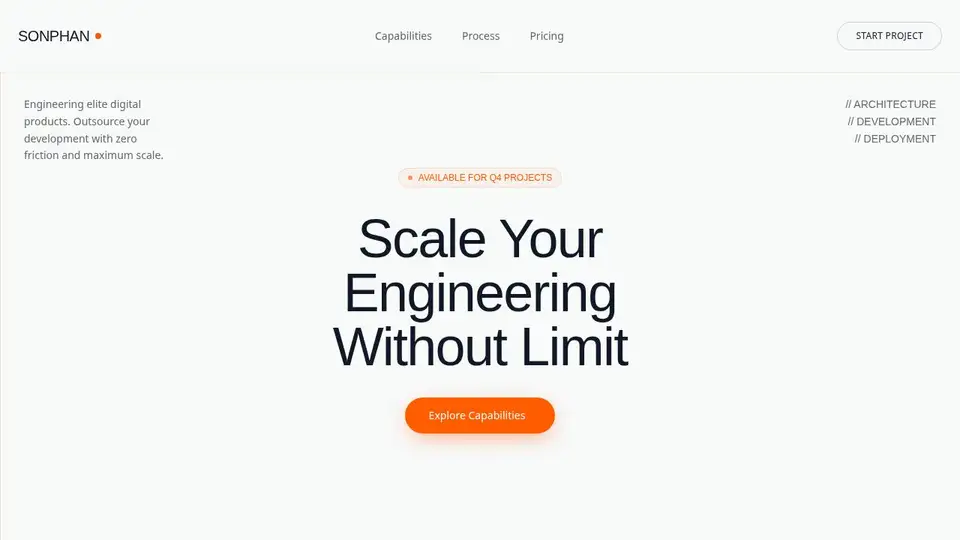 SONPHAN
Capabilities
Process
Pricing
START PROJECT
Engineering elite digital
products. Outsource your
development with zero
friction and maximum scale.
// ARCHITECTURE
// DEVELOPMENT
// DEPLOYMENT
AVAILABLE FOR Q4 PROJECTS
Scale Your
Engineering
Without Limit
Explore Capabilities